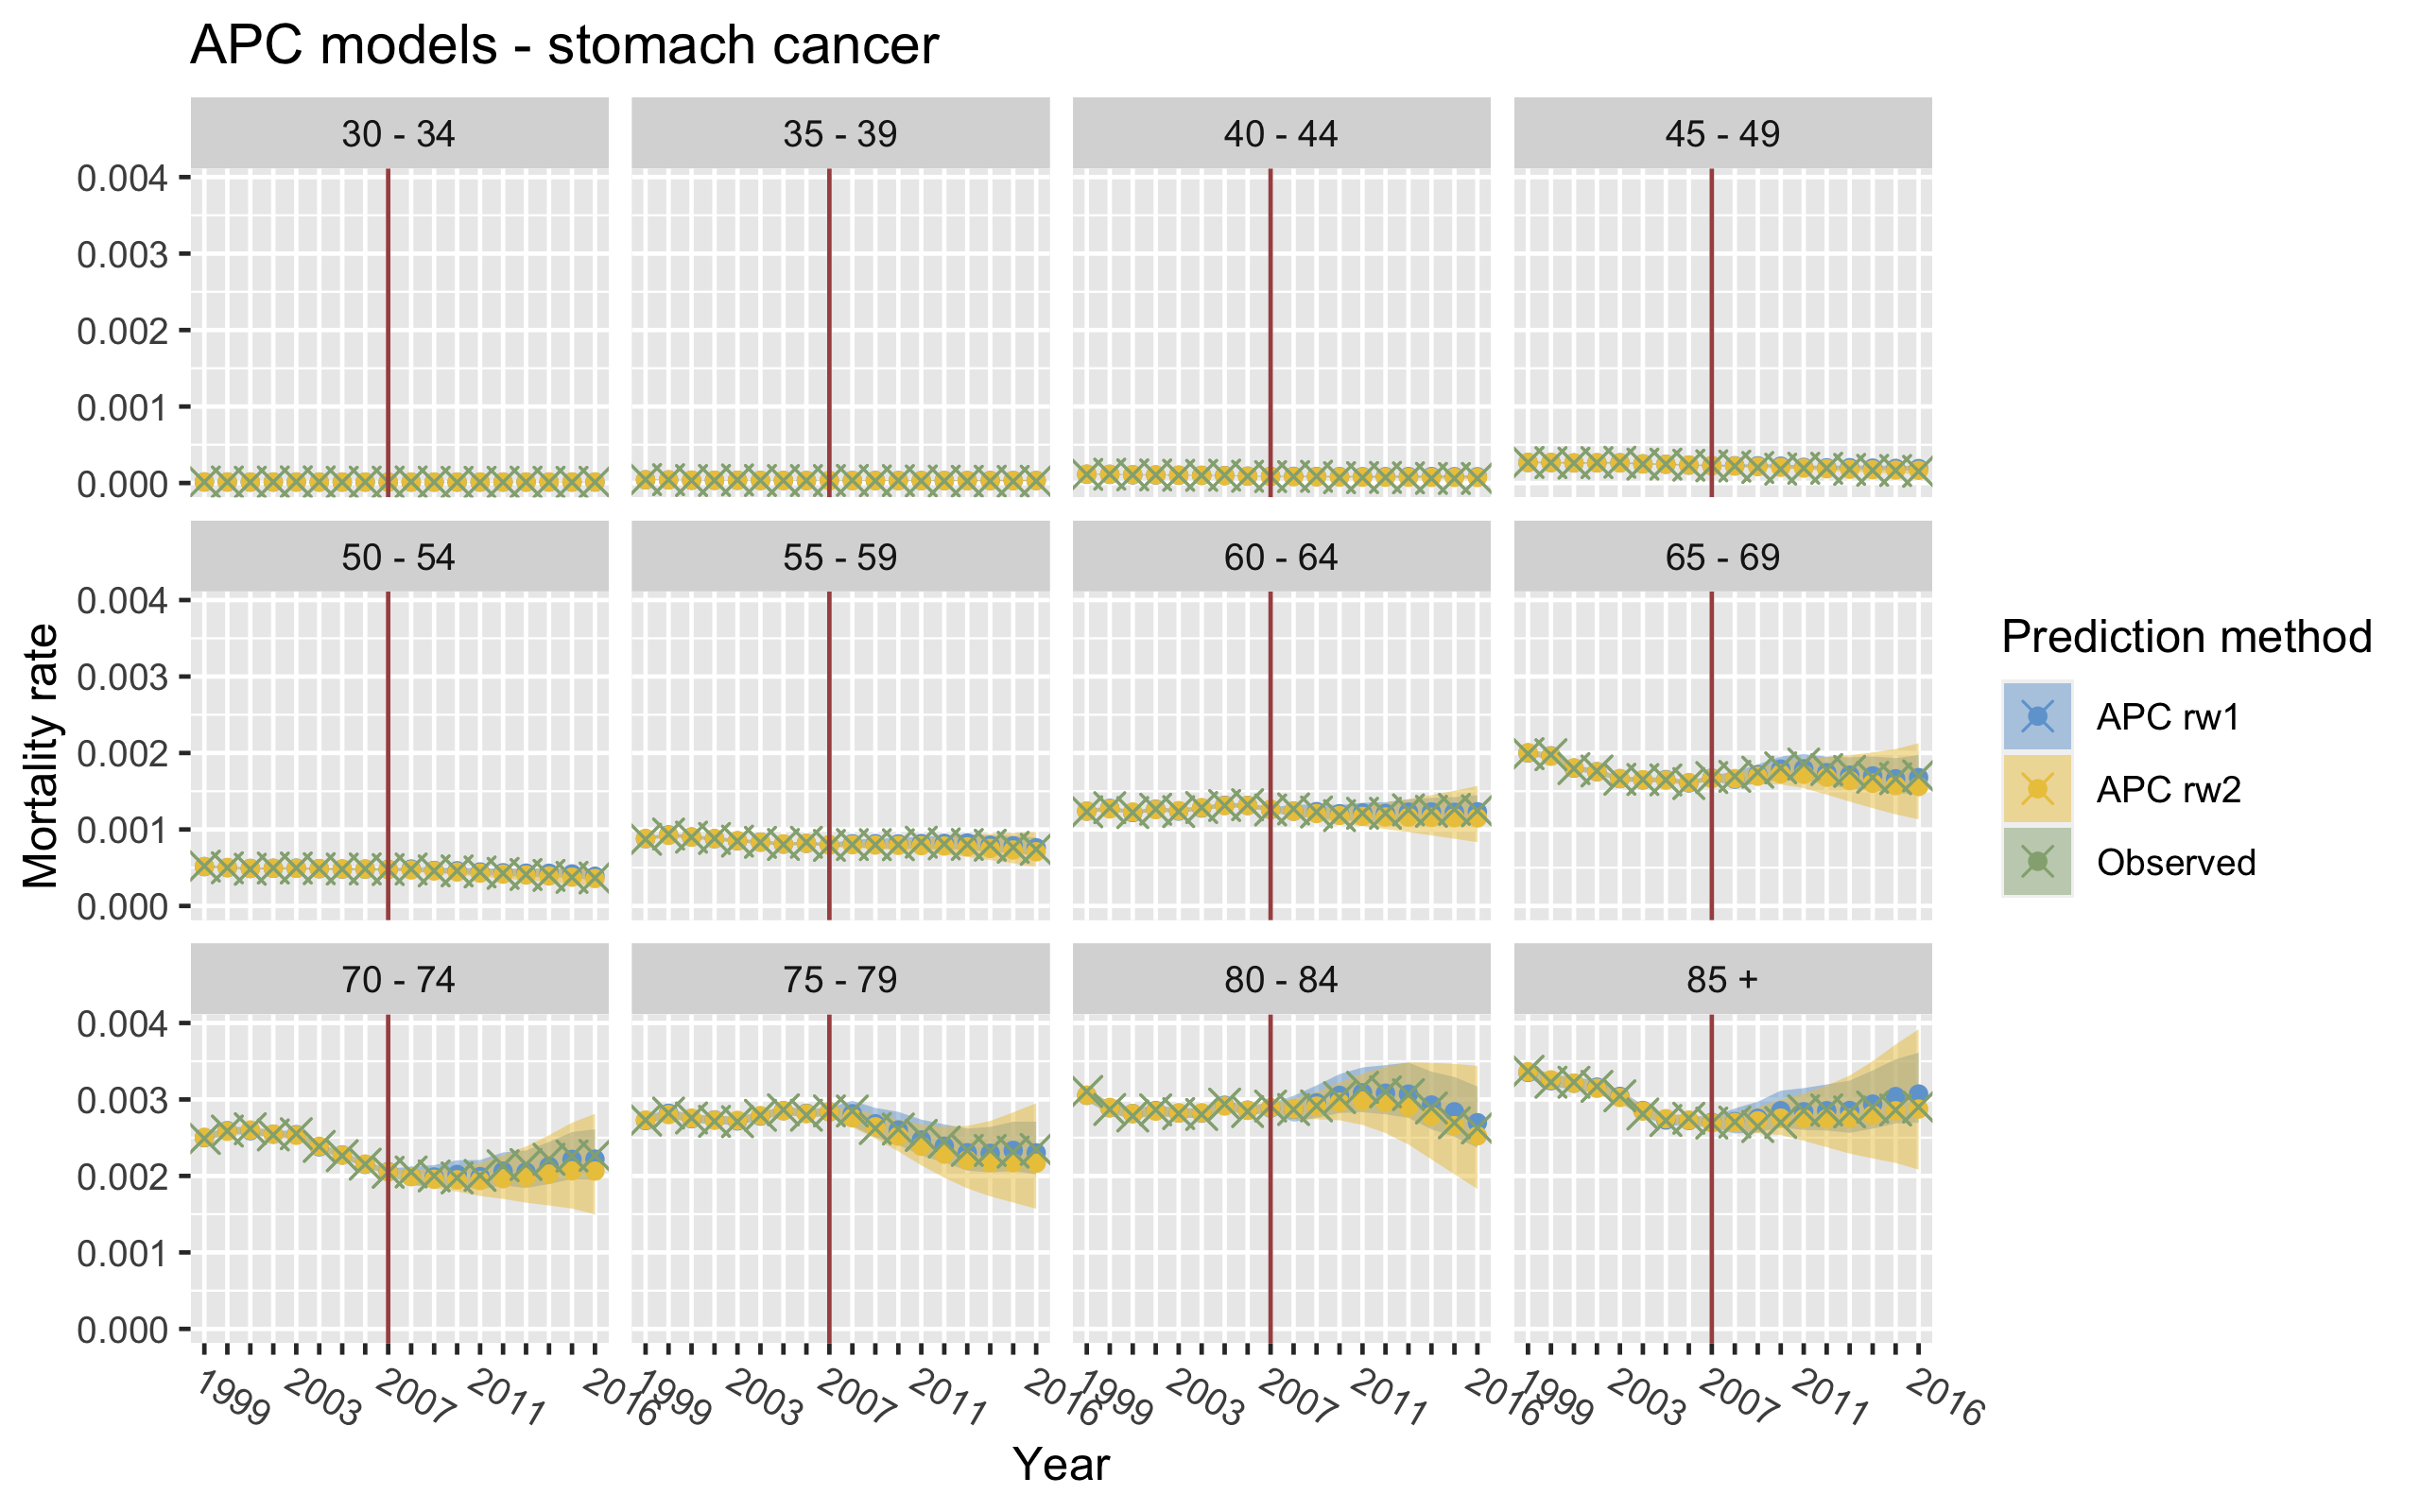 APC models - stomach cancer
30 - 34
35 - 39
40 - 44
45 - 49
0.004
0.003
0.002
0.001
0.000
50 - 54
55 - 59
60 - 64
65 - 69
0.004
0.003
0.002
0.001
0.000
70 - 74
75 - 79
80 - 84
85 +
0.004
0.003
0.002
0.001
0.000
1999 2003 2007 2011 2016
1999 2003 2007 2011 2016
1999 2003 2007 2011 2016
1999 2003 2007 2011 2016
Year
Mortality rate
Prediction method
APC rw1
APC rw2
Observed